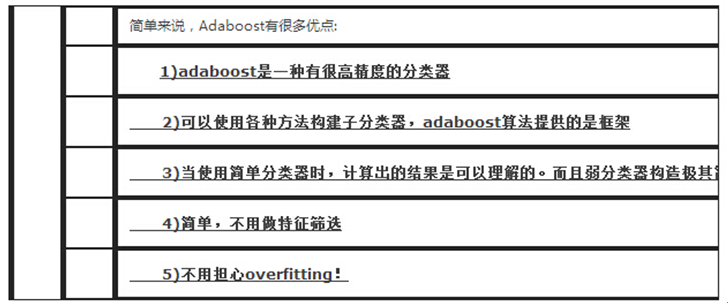 简单来说，Adaboost有很多优点:
1)adaboost是一种有很高精度的分类器
2)可以使用各种方法构建子分类器，adaboost算法提供的是框架
3)当使用简单分类器时，计算出的结果是可以理解的。而且弱分类器构造极其
4)简单，不用做特征筛选
5)不用担心overfitting！